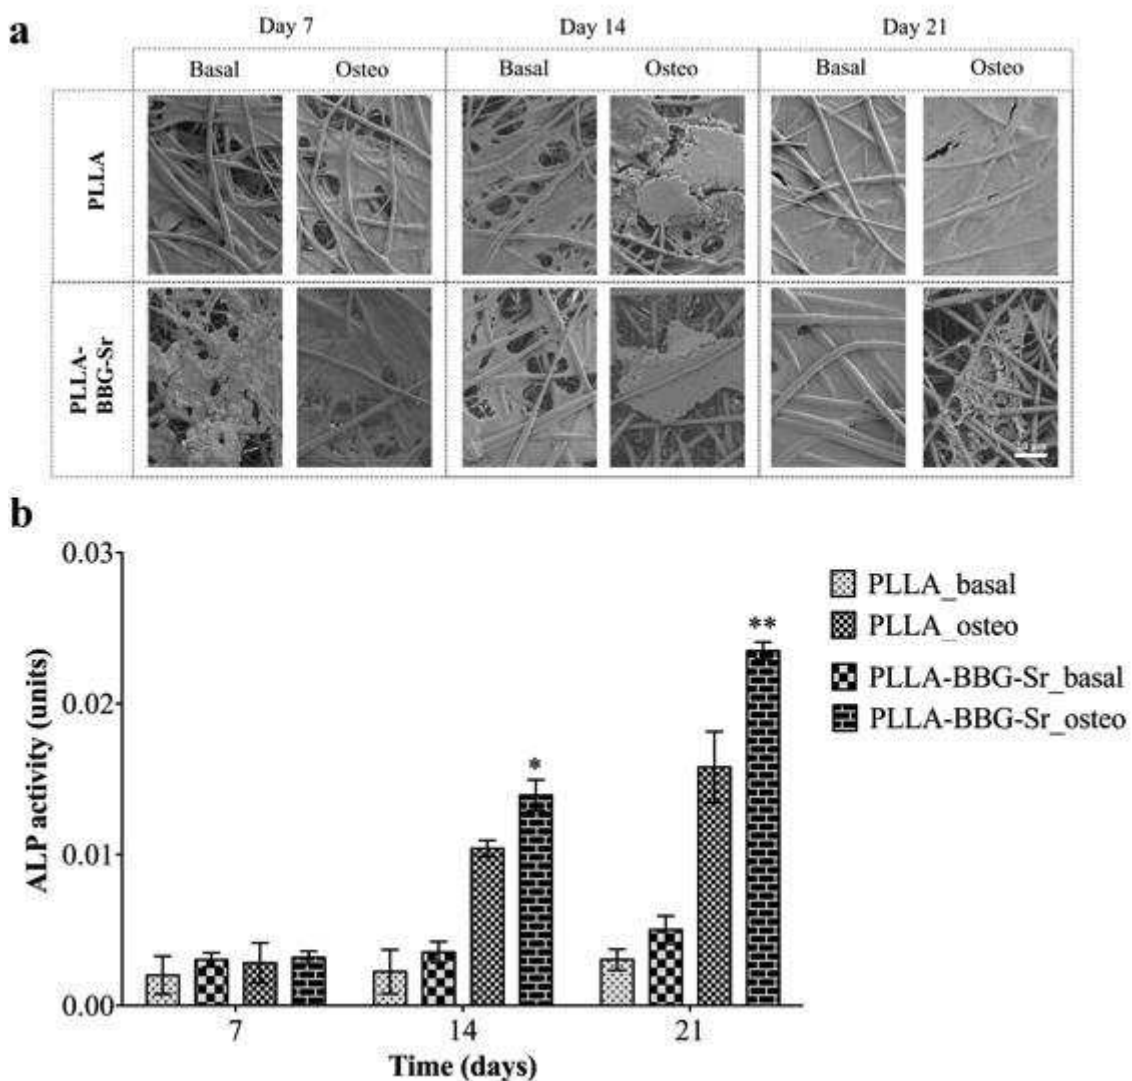 a
Day 7 Day 14 Day 21
Basal Osteo Basal Osteo Basal Osteo
PLLA
PLLA-
BBG-Sr
b
0.03
0.02
0.01
0.00
ALP activity (units)
*
**
7 14 21
Time (days)
PLLA_basal
PLLA_osteo
PLLA-BBG-Sr_basal
PLLA-BBG-Sr_osteo